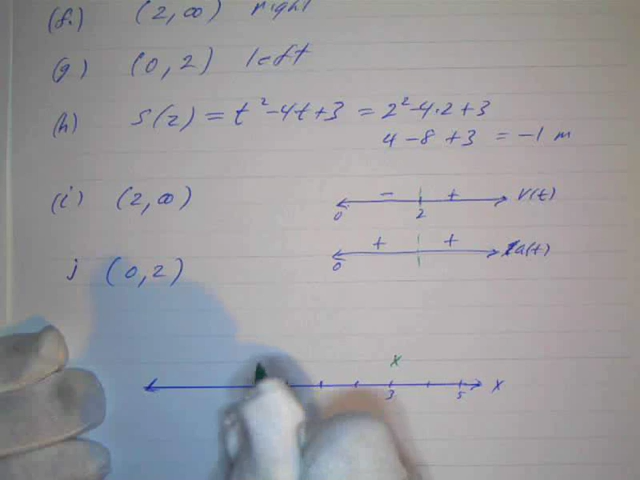 (f.) (2, ∞) right
(g) (0, 2) left
(h) S(2) = t² - 4t + 3 = 2² - 4·2 + 3
4 - 8 + 3 = -1 m
(i) (2, ∞)
- +
0 2 V(t)
+ +
0 a(t)
j (0, 2)
x
3 5 x